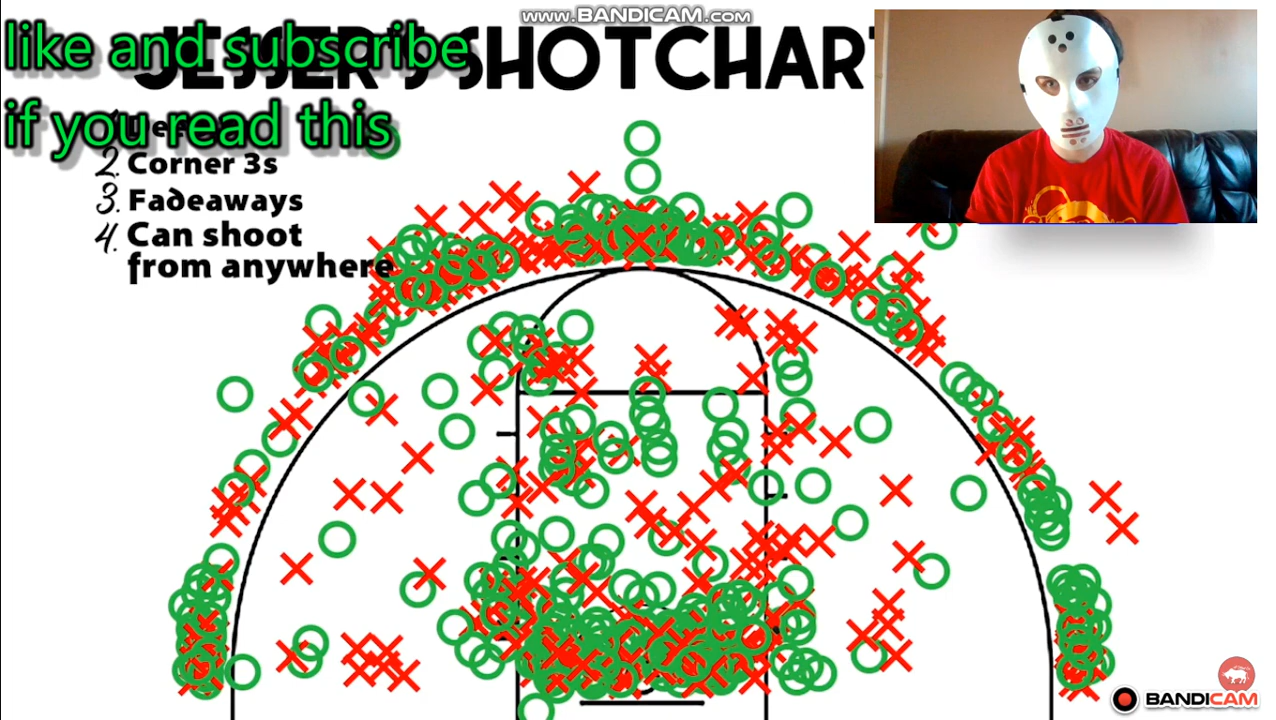 www.BANDICAM.com
like and subscribe
JESSER'S SHOTCHART
if you read this
2. Corner 3s
3. Fadeaways
4. Can shoot
from anywhere
BANDICAM